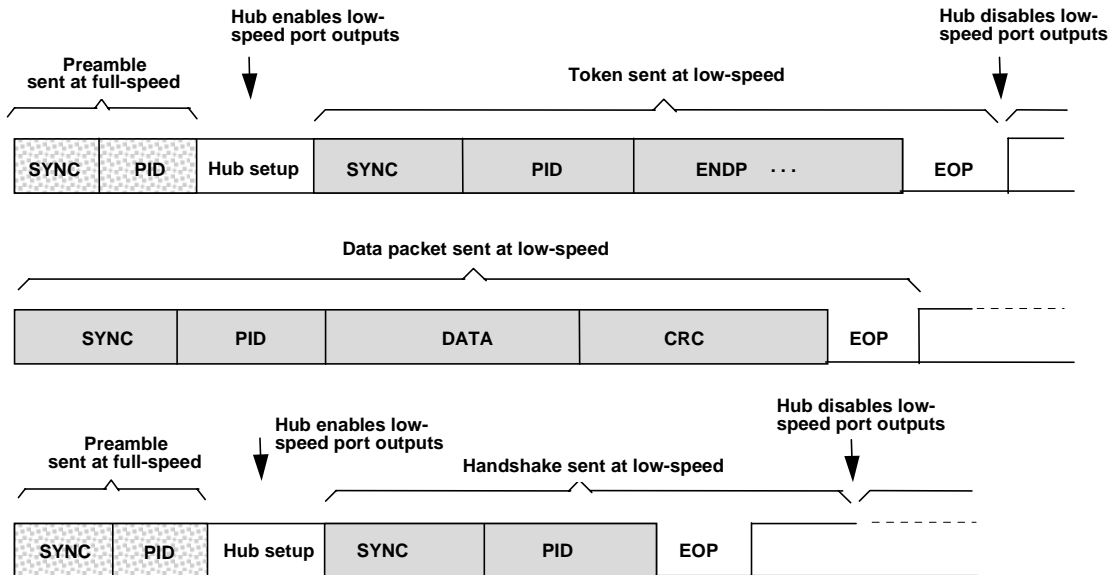 Hub enables low-
speed port outputs
Hub disables low-
speed port outputs
Preamble
sent at full-speed
Token sent at low-speed
SYNC PID Hub setup SYNC PID ENDP . . . EOP
Data packet sent at low-speed
SYNC PID DATA CRC EOP
Hub enables low-
speed port outputs
Hub disables low-
speed port outputs
Preamble
sent at full-speed
Handshake sent at low-speed
SYNC PID Hub setup SYNC PID EOP